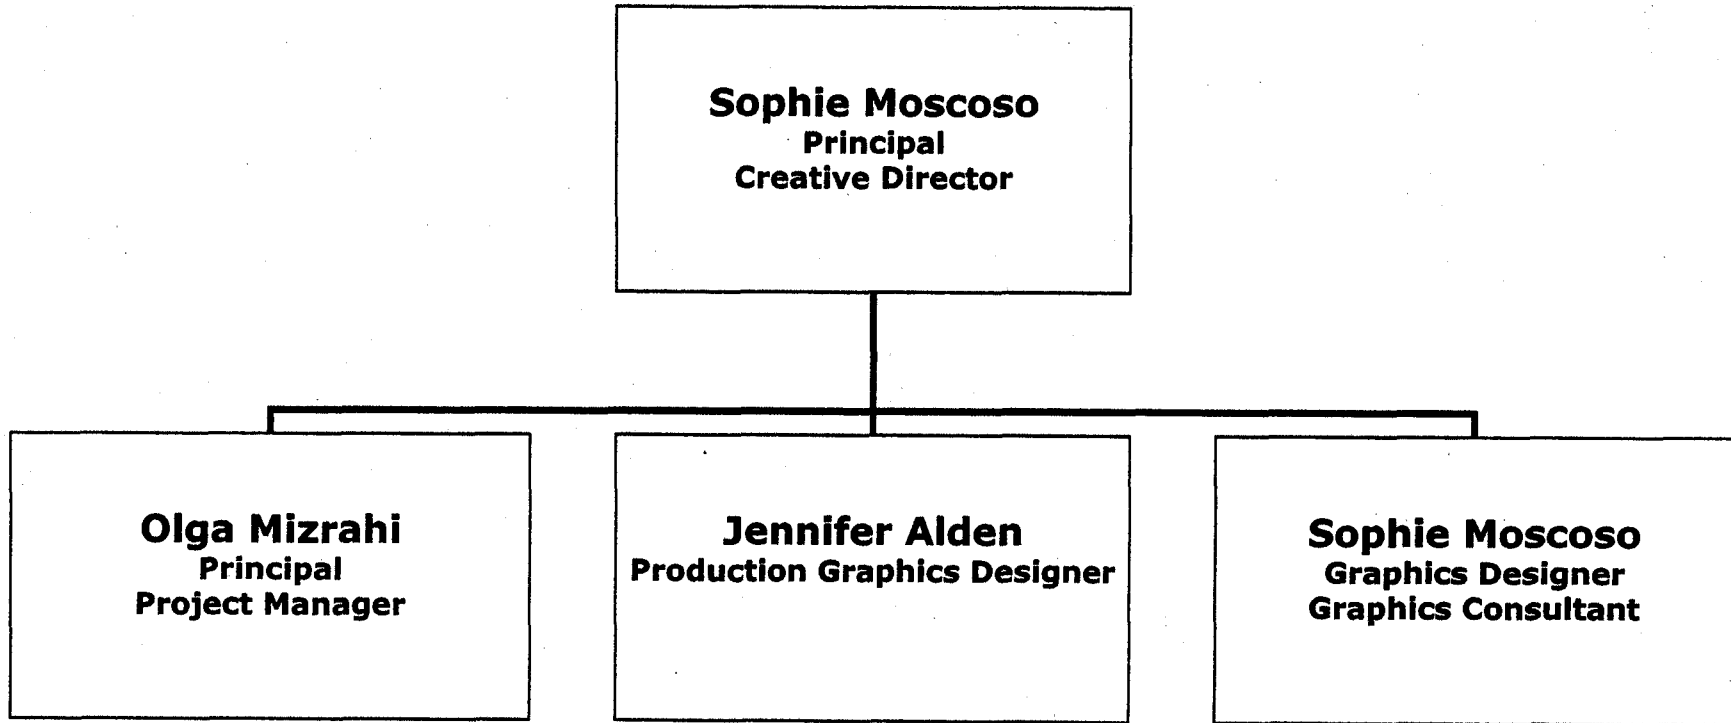 Sophie Moscoso
Principal
Creative Director
Olga Mizrahi
Principal
Project Manager
Jennifer Alden
Production Graphics Designer
Sophie Moscoso
Graphics Designer
Graphics Consultant